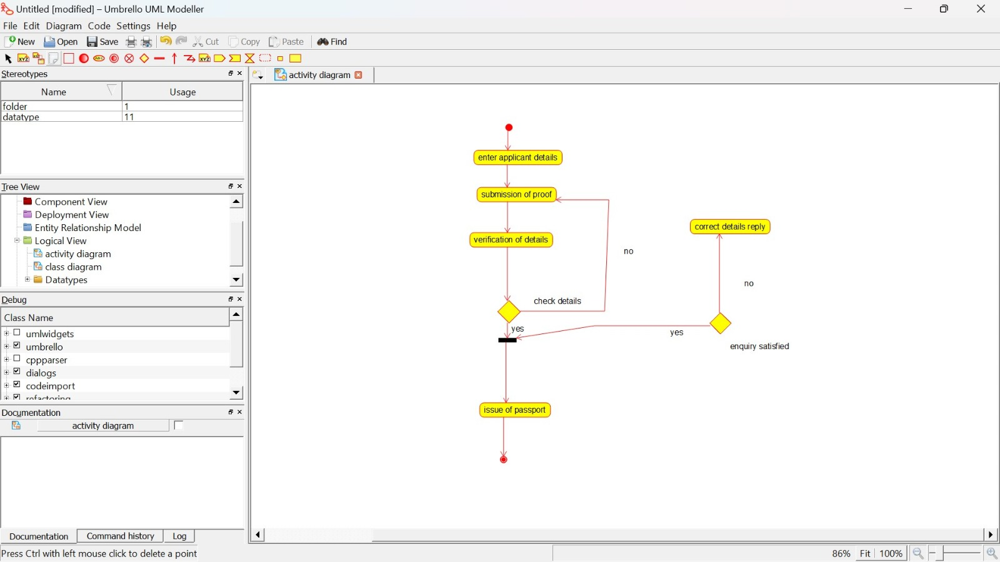 Untitled [modified] – Umbrello UML Modeller
File Edit Diagram Code Settings Help
New Open Save Cut Copy Paste Find
XYZ XYZ ABC XYZ
Stereotypes
activity diagram
Name Usage
folder 1
datatype 11
Tree View
Component View
Deployment View
Entity Relationship Model
Logical View
activity diagram
class diagram
Datatypes
Debug
Class Name
umlwidgets
umbrello
cppparser
dialogs
codeimport
refactoring
Documentation
activity diagram
Documentation Command history Log
Press Ctrl with left mouse click to delete a point
enter applicant details
submission of proof
correct details reply
verification of details
no
no
check details
yes
yes
enquiry satisfied
issue of passport
86% Fit 100%